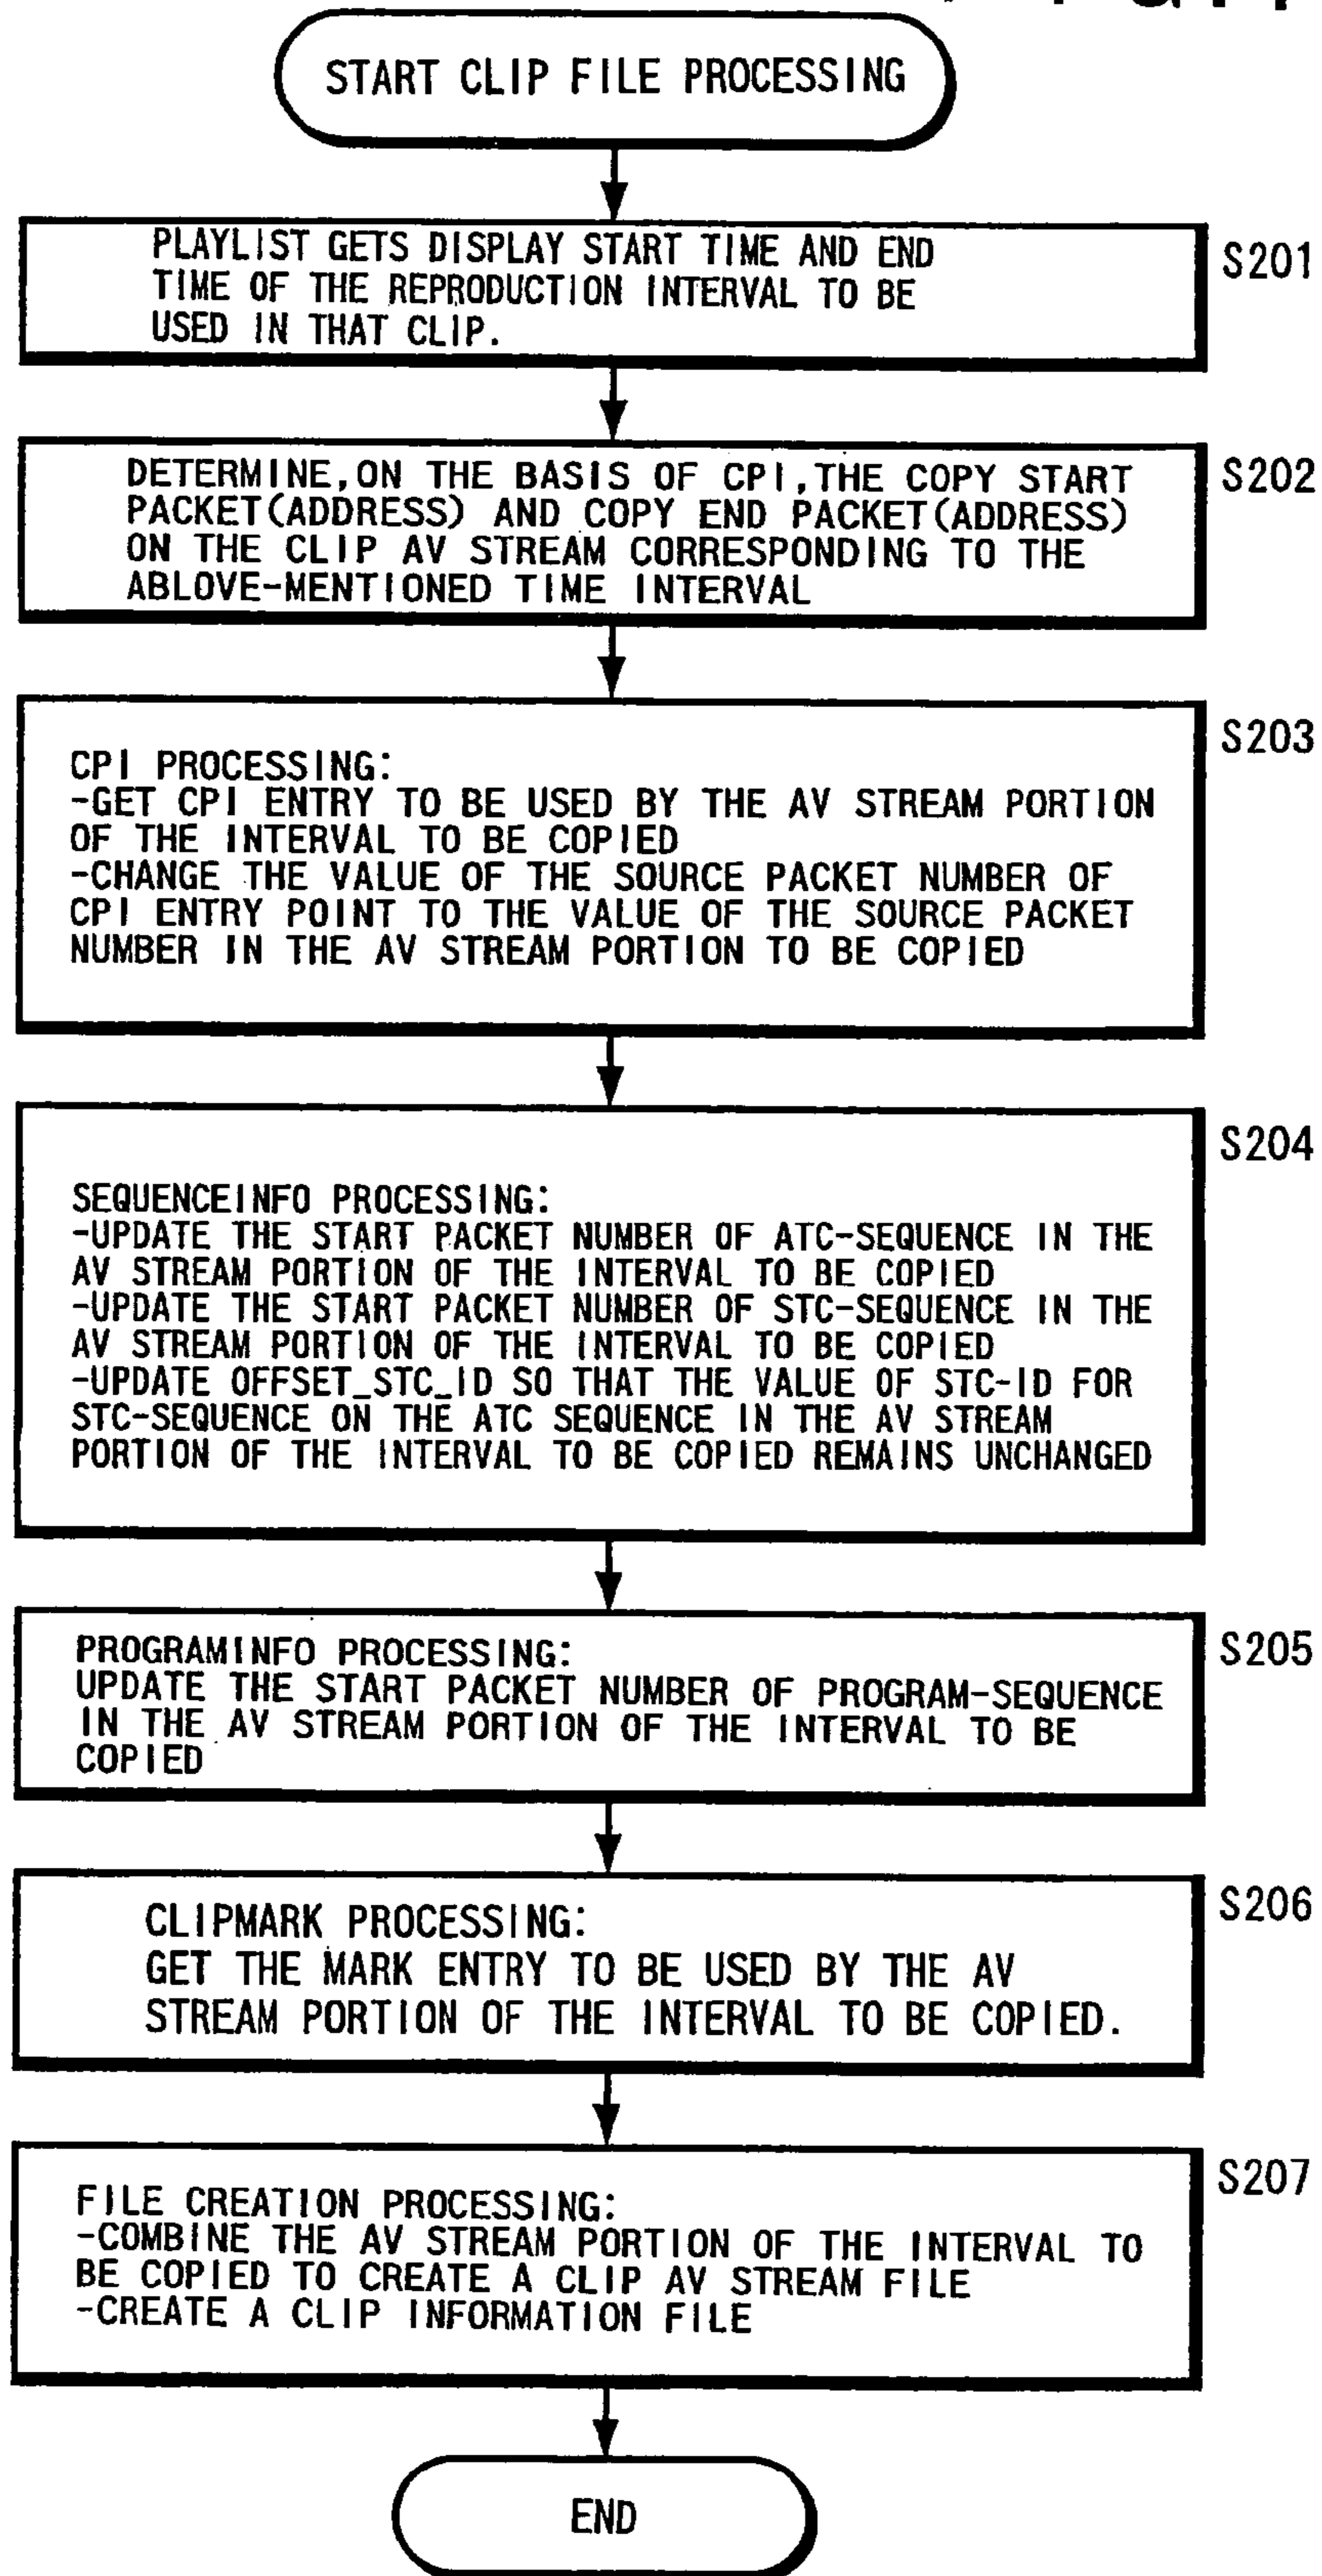 START CLIP FILE PROCESSING
PLAYLIST GETS DISPLAY START TIME AND END
TIME OF THE REPRODUCTION INTERVAL TO BE
USED IN THAT CLIP.
S201
DETERMINE,ON THE BASIS OF CPI,THE COPY START
PACKET(ADDRESS) AND COPY END PACKET(ADDRESS)
ON THE CLIP AV STREAM CORRESPONDING TO THE
ABLOVE-MENTIONED TIME INTERVAL
S202
CPI PROCESSING:
-GET CPI ENTRY TO BE USED BY THE AV STREAM PORTION
OF THE INTERVAL TO BE COPIED
-CHANGE THE VALUE OF THE SOURCE PACKET NUMBER OF
CPI ENTRY POINT TO THE VALUE OF THE SOURCE PACKET
NUMBER IN THE AV STREAM PORTION TO BE COPIED
S203
SEQUENCEINFO PROCESSING:
-UPDATE THE START PACKET NUMBER OF ATC-SEQUENCE IN THE
AV STREAM PORTION OF THE INTERVAL TO BE COPIED
-UPDATE THE START PACKET NUMBER OF STC-SEQUENCE IN THE
AV STREAM PORTION OF THE INTERVAL TO BE COPIED
-UPDATE OFFSET_STC_ID SO THAT THE VALUE OF STC-ID FOR
STC-SEQUENCE ON THE ATC SEQUENCE IN THE AV STREAM
PORTION OF THE INTERVAL TO BE COPIED REMAINS UNCHANGED
S204
PROGRAMINFO PROCESSING:
UPDATE THE START PACKET NUMBER OF PROGRAM-SEQUENCE
IN THE AV STREAM PORTION OF THE INTERVAL TO BE
COPIED
S205
CLIPMARK PROCESSING:
GET THE MARK ENTRY TO BE USED BY THE AV
STREAM PORTION OF THE INTERVAL TO BE COPIED.
S206
FILE CREATION PROCESSING:
-COMBINE THE AV STREAM PORTION OF THE INTERVAL TO
BE COPIED TO CREATE A CLIP AV STREAM FILE
-CREATE A CLIP INFORMATION FILE
S207
END